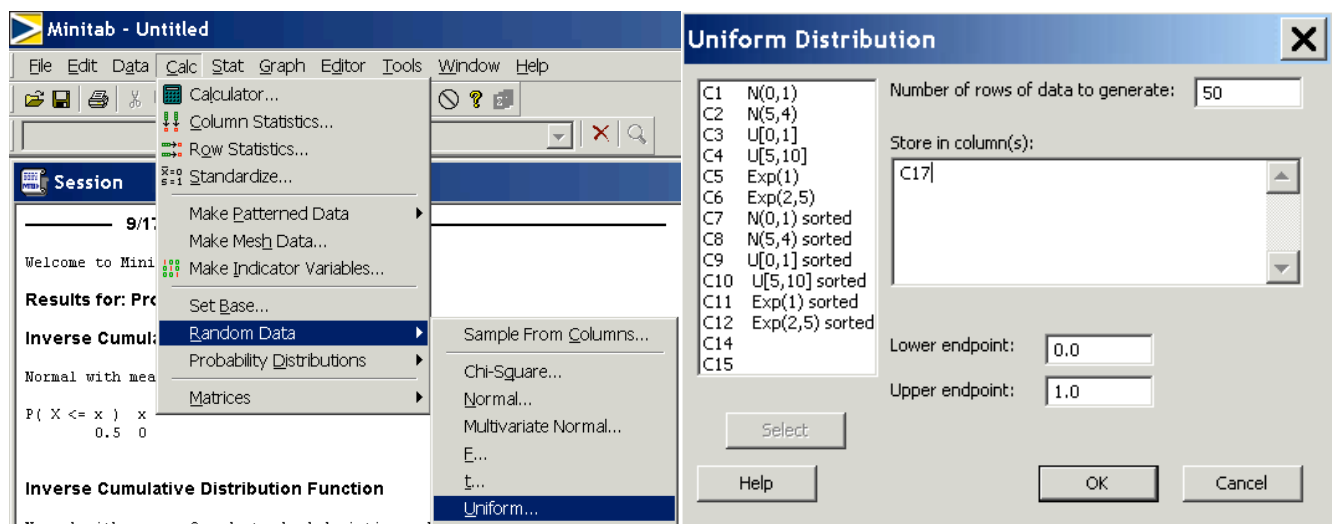 Minitab - Untitled
File Edit Data Calc Stat Graph Editor Tools Window Help
Calculator...
Column Statistics...
Row Statistics...
Standardize...
Make Patterned Data
Make Mesh Data...
Make Indicator Variables...
Set Base...
Random Data
Probability Distributions
Matrices
Sample From Columns...
Chi-Square...
Normal...
Multivariate Normal...
F...
t...
Uniform...
Session
9/17
Welcome to Mini
Results for: Pro
Inverse Cumula
Normal with mea
P( X <= x ) x
0.5 0
Inverse Cumulative Distribution Function
Uniform Distribution
C1 N(0,1)
C2 N(5,4)
C3 U[0,1]
C4 U[5,10]
C5 Exp(1)
C6 Exp(2,5)
C7 N(0,1) sorted
C8 N(5,4) sorted
C9 U[0,1] sorted
C10 U[5,10] sorted
C11 Exp(1) sorted
C12 Exp(2,5) sorted
C14
C15
Select
Help
Number of rows of data to generate: 50
Store in column(s):
C17
Lower endpoint: 0.0
Upper endpoint: 1.0
OK Cancel